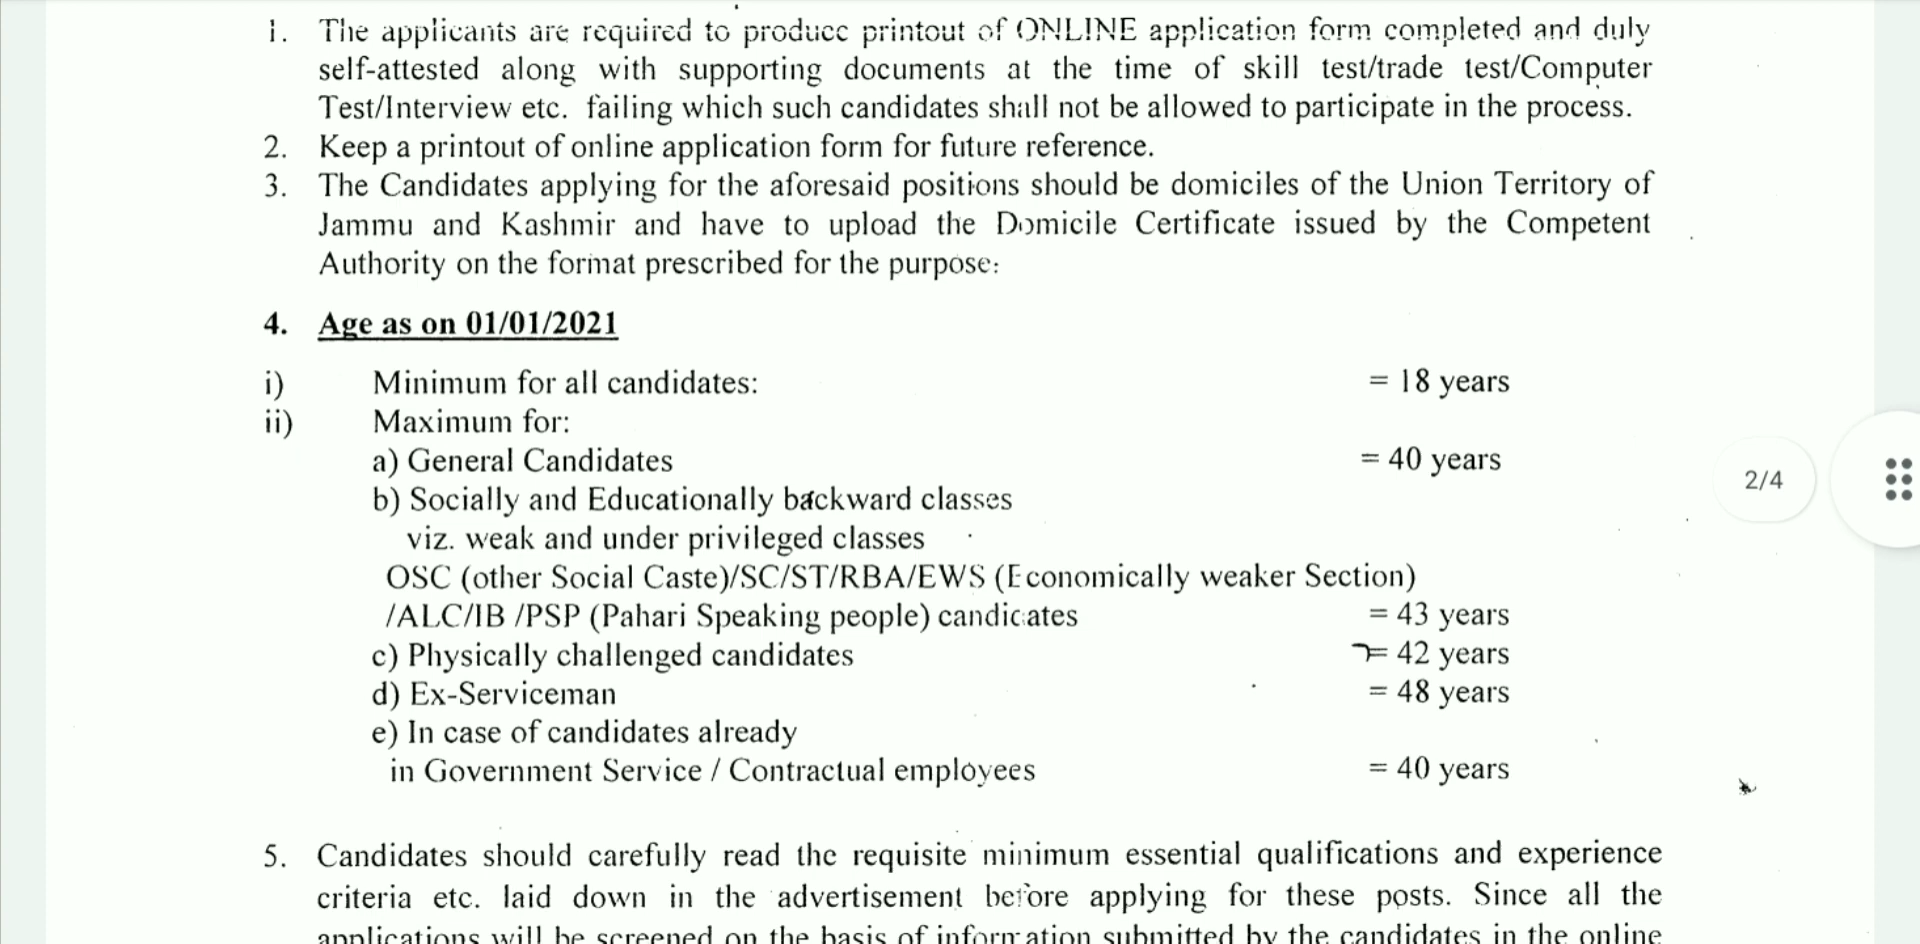 1. The applicants are required to produce printout of ONLINE application form completed and duly
self-attested along with supporting documents at the time of skill test/trade test/Computer
Test/Interview etc. failing which such candidates shall not be allowed to participate in the process.
2. Keep a printout of online application form for future reference.
3. The Candidates applying for the aforesaid positions should be domiciles of the Union Territory of
Jammu and Kashmir and have to upload the Domicile Certificate issued by the Competent
Authority on the format prescribed for the purpose:
4. Age as on 01/01/2021
i) Minimum for all candidates: = 18 years
ii) Maximum for:
a) General Candidates = 40 years
b) Socially and Educationally backward classes
viz. weak and under privileged classes
OSC (other Social Caste)/SC/ST/RBA/EWS (Economically weaker Section)
/ALC/IB /PSP (Pahari Speaking people) candidates = 43 years
c) Physically challenged candidates = 42 years
d) Ex-Serviceman = 48 years
e) In case of candidates already
in Government Service / Contractual employees = 40 years
2/4
5. Candidates should carefully read the requisite minimum essential qualifications and experience
criteria etc. laid down in the advertisement before applying for these posts. Since all the
applications will be screened on the basis of information submitted by the candidates in the online